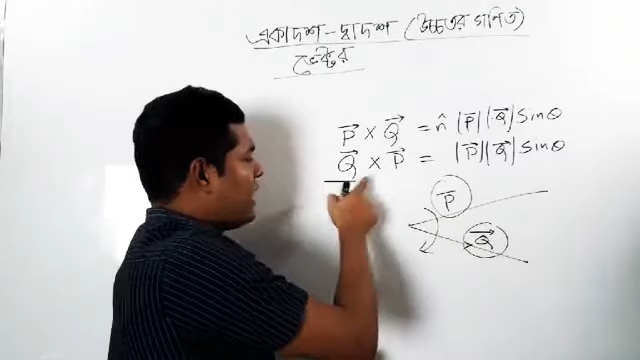 একাদশ-দ্বাদশ (উচ্চতর গণিত)
ভেক্টর
P⃗ × Q⃗ = n̂ |P⃗| |Q⃗| Sinθ
Q⃗ × P⃗ = |P⃗| |Q⃗| Sinθ
P⃗
Q⃗